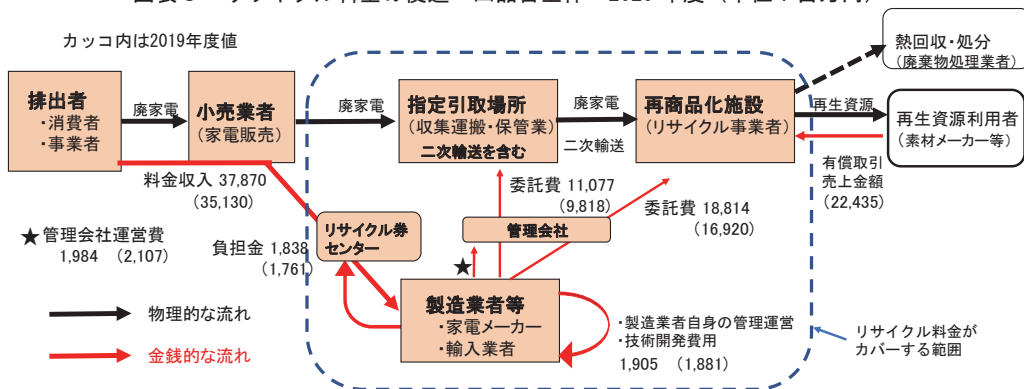 カッコ内は2019年度値
排出者
・消費者
・事業者
廃家電
小売業者
(家電販売)
廃家電
指定引取場所
(収集運搬・保管業)
二次輸送を含む
廃家電
二次輸送
再商品化施設
(リサイクル事業者)
熱回収・処分
(廃棄物処理業者)
再生資源
再生資源利用者
(素材メーカー等)
有償取引
売上金額
(22,435)
料金収入 37,870
(35,130)
委託費 11,077
(9,818)
委託費 18,814
(16,920)
★管理会社運営費
1,984 (2,107)
負担金 1,838
(1,761)
リサイクル券
センター
管理会社
★
製造業者等
・家電メーカー
・輸入業者
・製造業者自身の管理運営
・技術開発費用
1,905 (1,881)
物理的な流れ
金銭的な流れ
リサイクル料金が
カバーする範囲